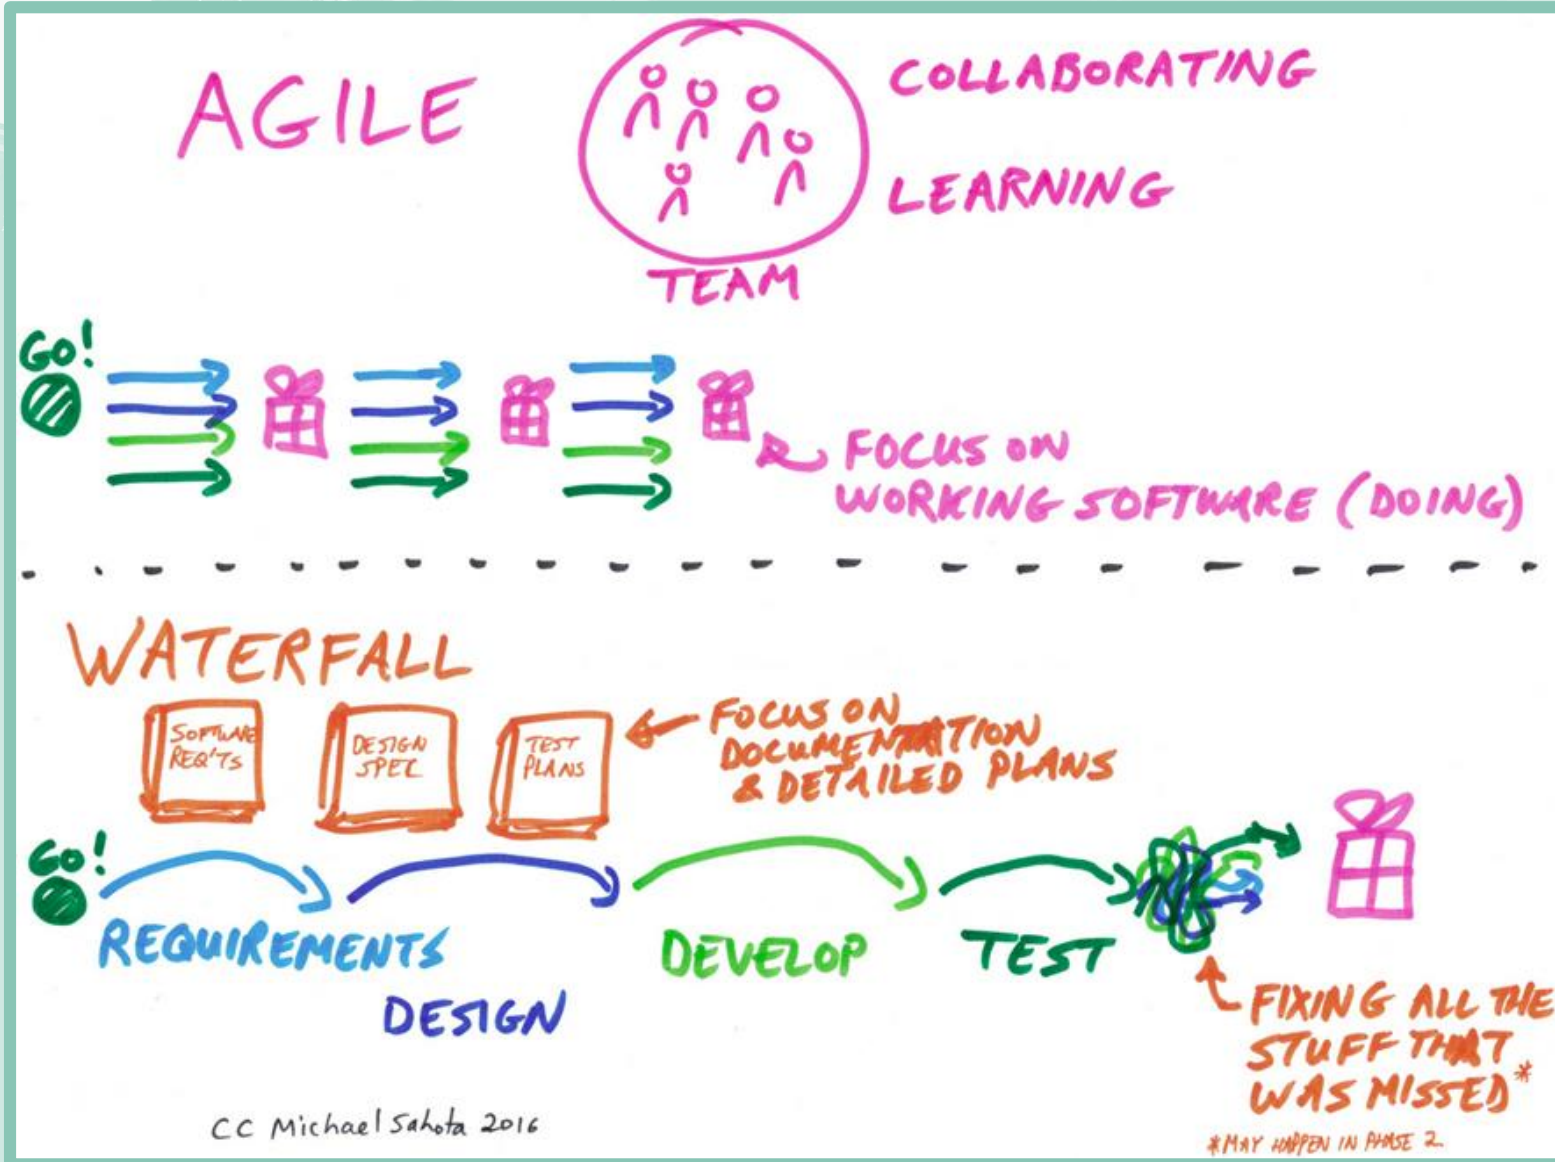 AGILE
COLLABORATING
LEARNING
TEAM
GO!
FOCUS ON
WORKING SOFTWARE (DOING)
WATERFALL
SOFTWARE
REQ'TS
DESIGN
SPEC
TEST
PLANS
FOCUS ON
DOCUMENTATION
& DETAILED PLANS
GO!
REQUIREMENTS
DESIGN
DEVELOP
TEST
FIXING ALL THE
STUFF THAT
WAS MISSED*
*MAY HAPPEN IN PHASE 2.
CC Michael Sahota 2016